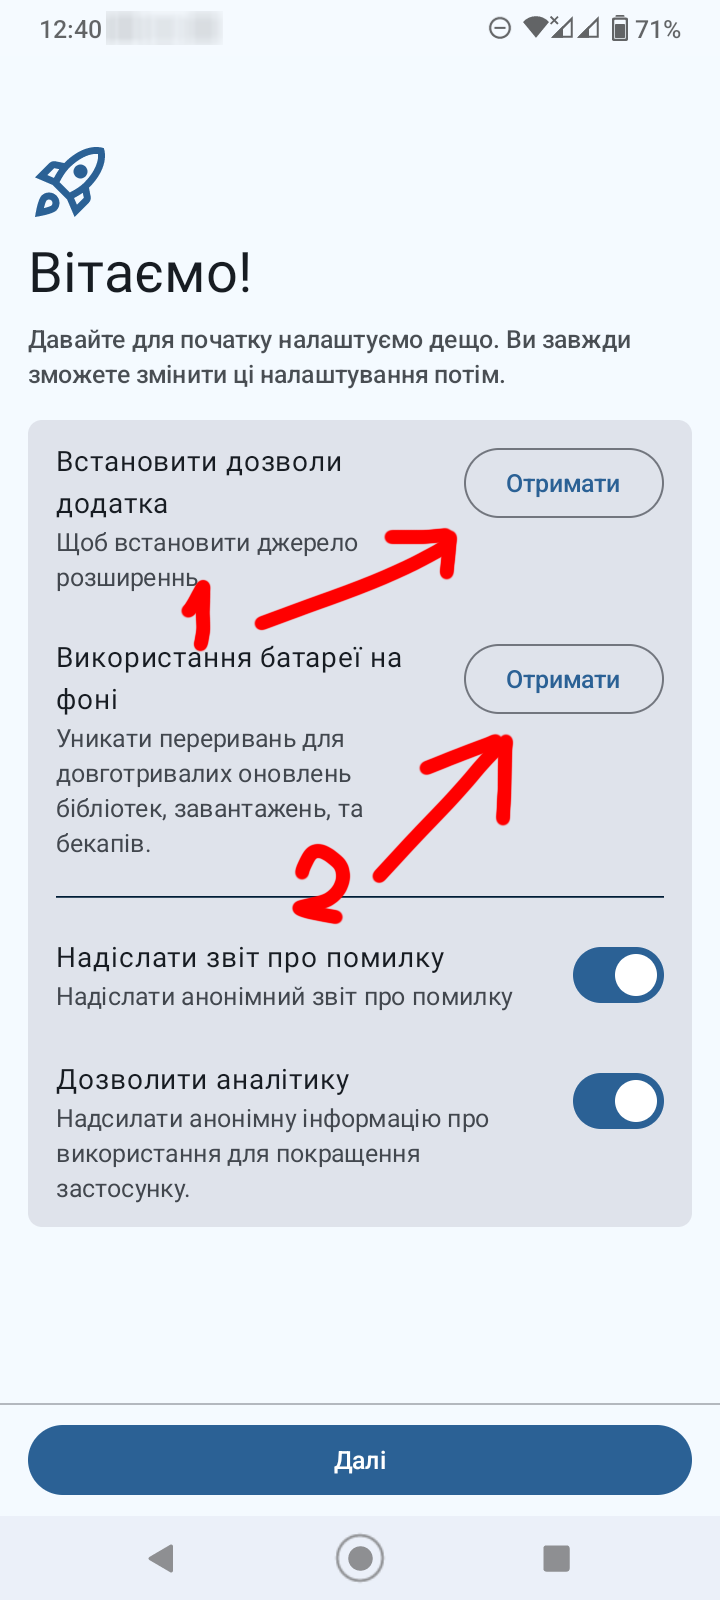 12:40
71%
Вітаємо!
Давайте для початку налаштуємо дещо. Ви завжди
зможете змінити ці налаштування потім.
Встановити дозволи
додатка
Отримати
Щоб встановити джерело
розширеннь
1
Використання батареї на
фоні
Отримати
Уникати переривань для
довготривалих оновлень
бібліотек, завантажень, та
бекапів.
2
Надіслати звіт про помилку
Надіслати анонімний звіт про помилку
Дозволити аналітику
Надсилати анонімну інформацію про
використання для покращення
застосунку.
Далі